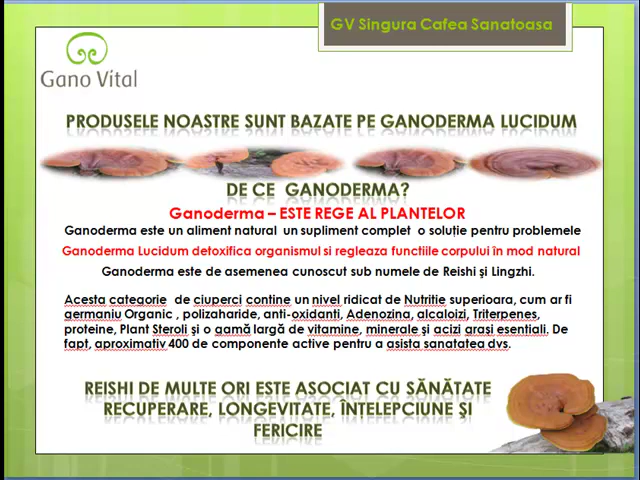 GV Singura Cafea Sanatoasa
Gano Vital
PRODUSELE NOASTRE SUNT BAZATE PE GANODERMA LUCIDUM
DE CE GANODERMA?
Ganoderma – ESTE REGE AL PLANTELOR
Ganoderma este un aliment natural un supliment complet o soluție pentru problemele
Ganoderma Lucidum detoxifica organismul si regleaza functiile corpului în mod natural
Ganoderma este de asemenea cunoscut sub numele de Reishi și Lingzhi.
Acesta categorie de ciuperci contine un nivel ridicat de Nutritie superioara, cum ar fi
germaniu Organic , polizaharide, anti-oxidanti, Adenozina, alcaloizi, Triterpenes,
proteine, Plant Steroli și o gamă largă de vitamine, minerale și acizi grasi esentiali. De
fapt, aproximativ 400 de componente active pentru a asista sanatatea dvs.
REISHI DE MULTE ORI ESTE ASOCIAT CU SĂNĂTATE
RECUPERARE, LONGEVITATE, ÎNTELEPCIUNE ȘI
FERICIRE